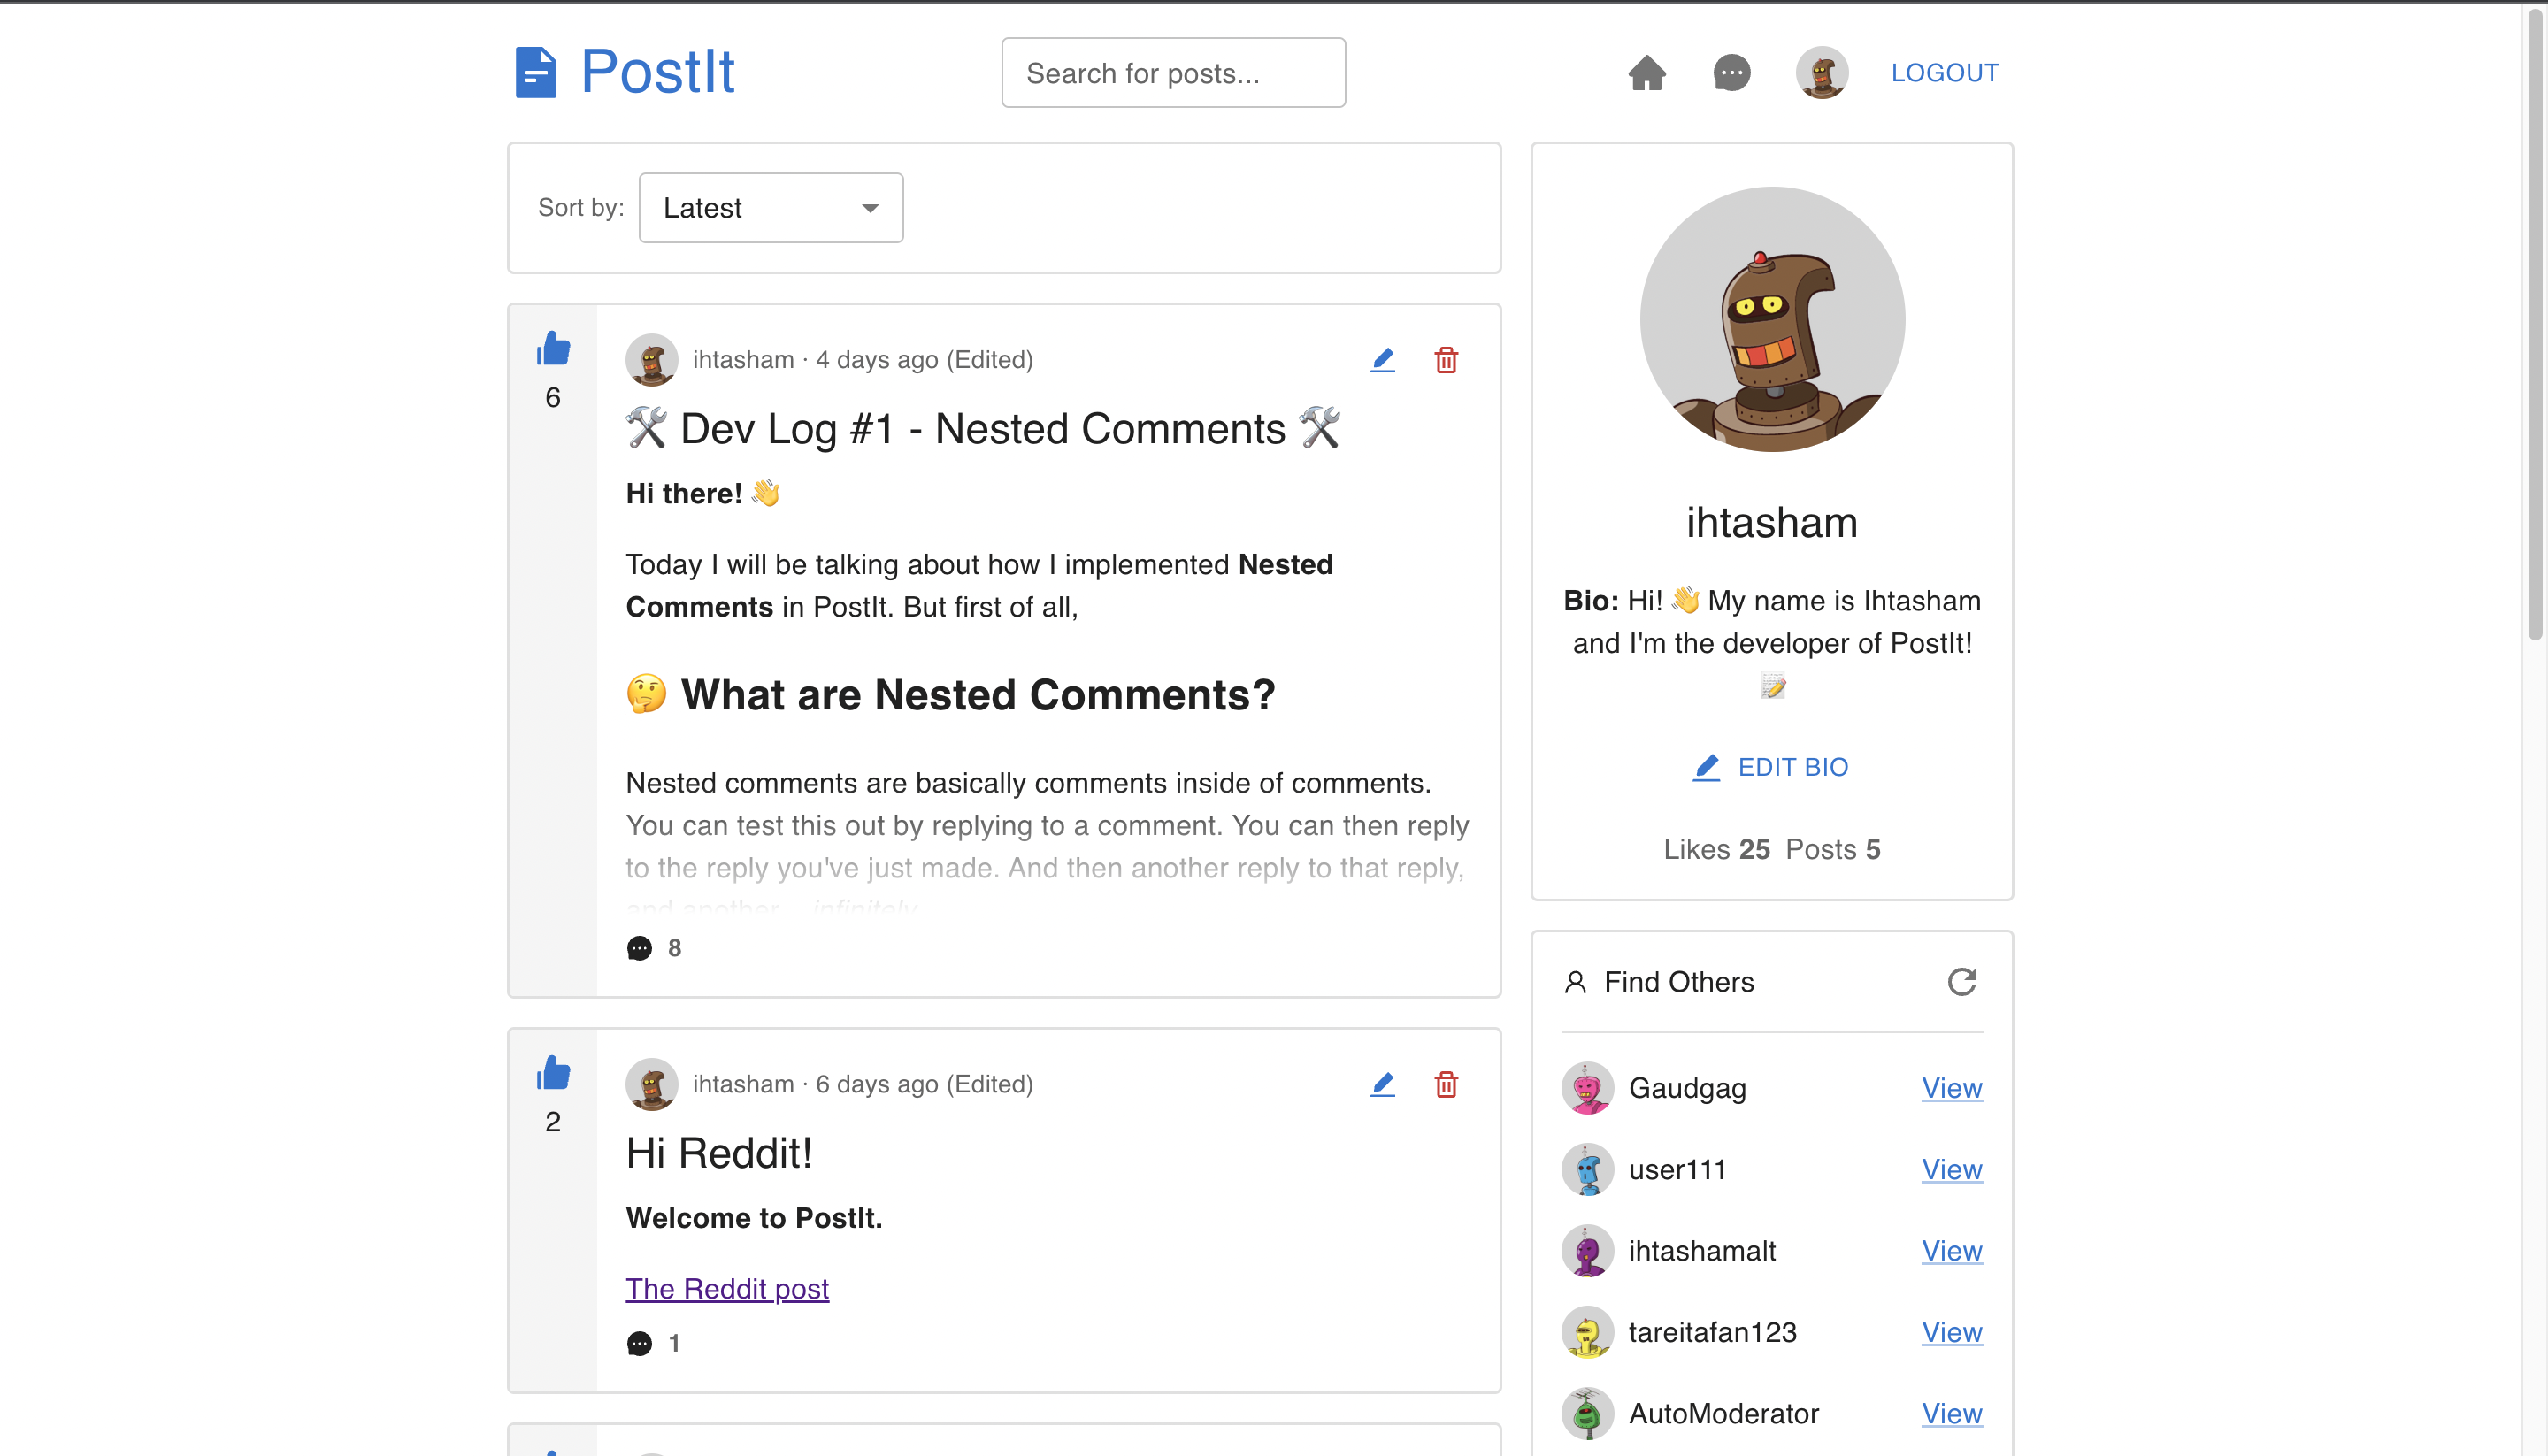 PostIt
Search for posts...
LOGOUT
Sort by:
Latest
6
ihtasham · 4 days ago (Edited)
🛠 Dev Log #1 - Nested Comments 🛠
Hi there! 👋
Today I will be talking about how I implemented Nested
Comments in PostIt. But first of all,
🤔 What are Nested Comments?
Nested comments are basically comments inside of comments.
You can test this out by replying to a comment. You can then reply
to the reply you've just made. And then another reply to that reply,
and another... infinitely
8
2
ihtasham · 6 days ago (Edited)
Hi Reddit!
Welcome to PostIt.
The Reddit post
1
ihtasham
Bio: Hi! 👋 My name is Ihtasham
and I'm the developer of PostIt!
📝
EDIT BIO
Likes 25 Posts 5
Find Others
Gaudgag View
user111 View
ihtashamalt View
tareitafan123 View
AutoModerator View